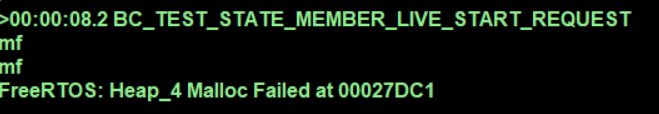 >00:00:08.2 BC_TEST_STATE_MEMBER_LIVE_START_REQUEST
mf
mf
FreeRTOS: Heap_4 Malloc Failed at 00027DC1